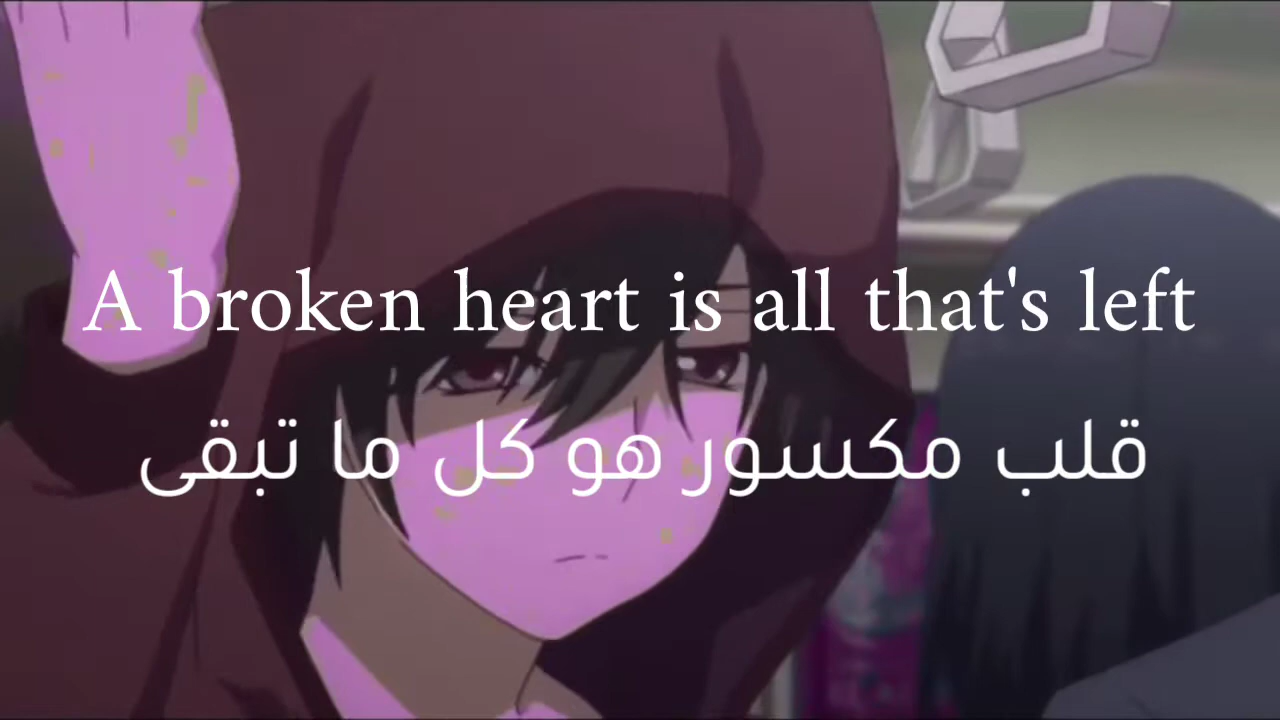 A broken heart is all that's left
قلب مكسور هو كل ما تبقى